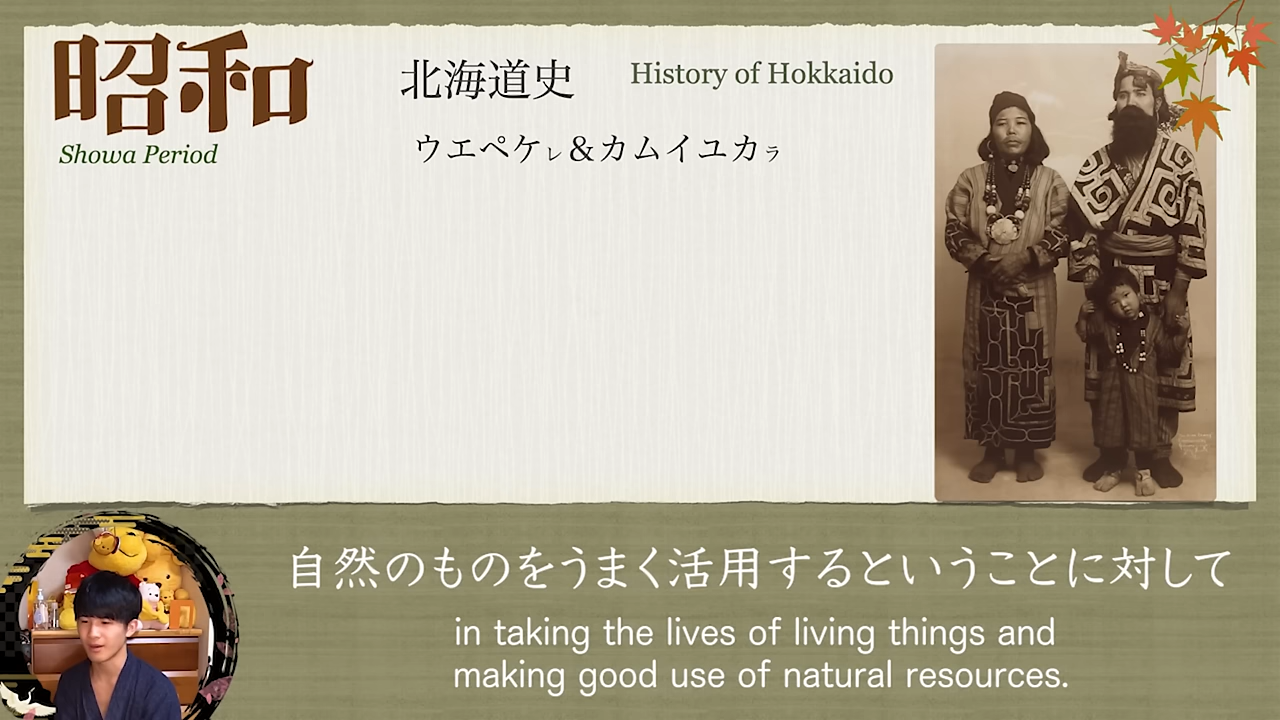 昭和
Showa Period
北海道史
History of Hokkaido
ウエペケㇾ&カムイユカㇻ
自然のものをうまく活用するということに対して
in taking the lives of living things and
making good use of natural resources.